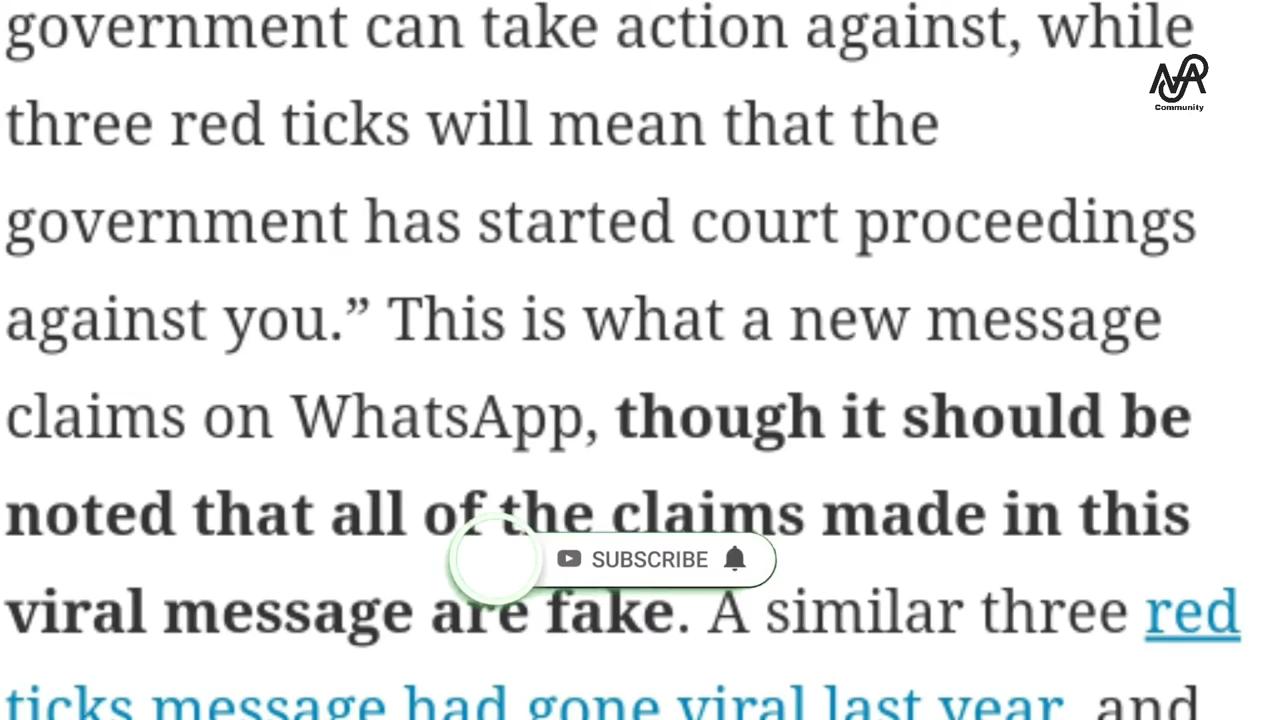 government can take action against, while
three red ticks will mean that the
government has started court proceedings
against you.” This is what a new message
claims on WhatsApp, though it should be
noted that all of the claims made in this
viral message are fake. A similar three red
ticks message had gone viral last year, and
Community
SUBSCRIBE